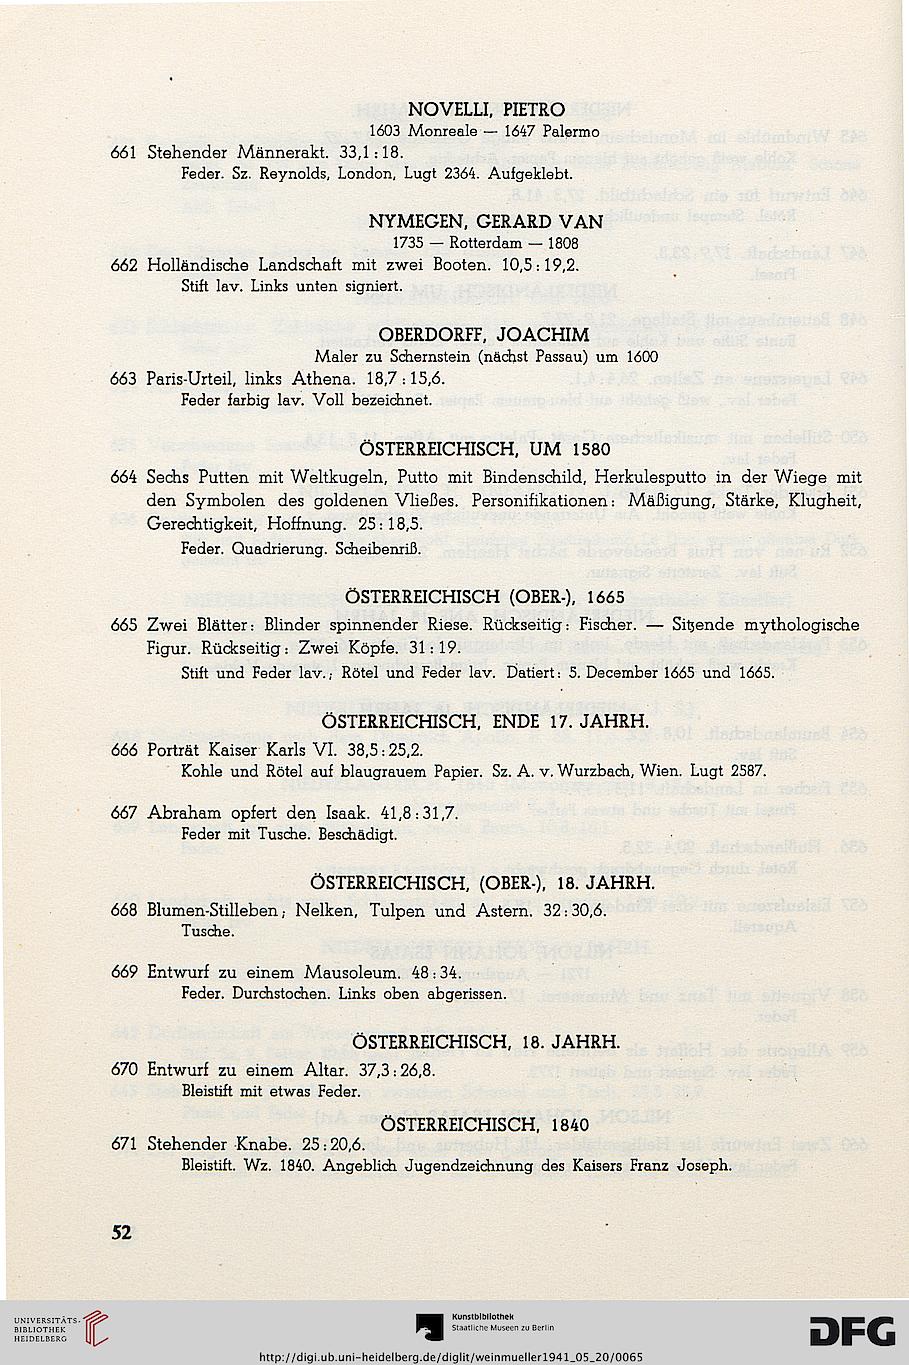 NOVELLI, PIETRO
1603 Monreale — 1647 Palermo
661 Stehender Männerakt. 33,1 : 18.
Feder. Sz. Reynolds, London, Lugt 2364. Aufgeklebt.
NYMEGEN, GERARD VAN
1735 — Rotterdam — 1808
662 Holländische Landschaft mit zwei Booten. 10,5 : 19,2.
Stift lav. Links unten signiert.
OBERDORFF, JOACHIM
Maler zu Schernstein (nächst Passau) um 1600
663 Paris-Urteil, links Athena. 18,7 : 15,6.
Feder farbig lav. Voll bezeichnet.
ÖSTERREICHISCH, UM 1580
664 Sechs Putten mit Weltkugeln, Putto mit Bindenschild, Herkulesputto in der Wiege mit
den Symbolen des goldenen Vließes. Personifikationen: Mäßigung, Stärke, Klugheit,
Gerechtigkeit, Hoffnung. 25 : 18,5.
Feder. Quadrierung. Scheibenriß.
ÖSTERREICHISCH (OBER-), 1665
665 Zwei Blätter: Blinder spinnender Riese. Rückseitig: Fischer. — Sitzende mythologische
Figur. Rückseitig: Zwei Köpfe. 31 : 19.
Stift und Feder lav.; Rötel und Feder lav. Datiert: 5. December 1665 und 1665.
ÖSTERREICHISCH, ENDE 17. JAHRH.
666 Porträt Kaiser Karls VI. 38,5 : 25,2.
Kohle und Rötel auf blaugrauem Papier. Sz. A. v. Wurzbach, Wien. Lugt 2587.
667 Abraham opfert den Isaak. 41,8 : 31,7.
Feder mit Tusche. Beschädigt.
ÖSTERREICHISCH, (OBER-), 18. JAHRH.
668 Blumen-Stilleben; Nelken, Tulpen und Astern. 32 : 30,6.
Tusche.
669 Entwurf zu einem Mausoleum. 48 : 34.
Feder. Durchstochen. Links oben abgerissen.
ÖSTERREICHISCH, 18. JAHRH.
670 Entwurf zu einem Altar. 37,3 : 26,8.
Bleistift mit etwas Feder.
ÖSTERREICHISCH, 1840
671 Stehender Knabe. 25 : 20,6.
Bleistift. Wz. 1840. Angeblich Jugendzeichnung des Kaisers Franz Joseph.
52
UNIVERSITÄTS-
BIBLIOTHEK
HEIDELBERG
Kunstbibliothek
Staatliche Museen zu Berlin
DFG
http://digi.ub.uni-heidelberg.de/diglit/weinmueller1941_05_20/0065